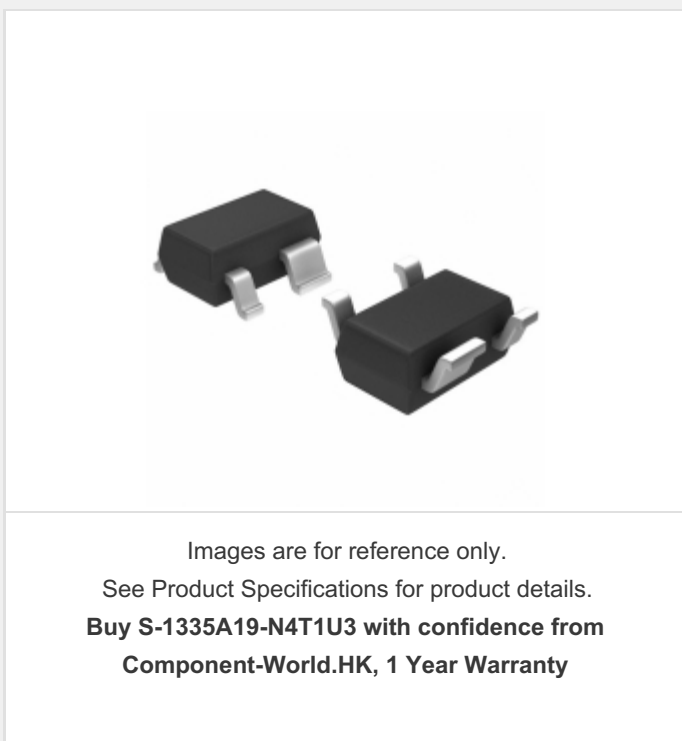 Images are for reference only.
See Product Specifications for product details.
Buy S-1335A19-N4T1U3 with confidence from
Component-World.HK, 1 Year Warranty